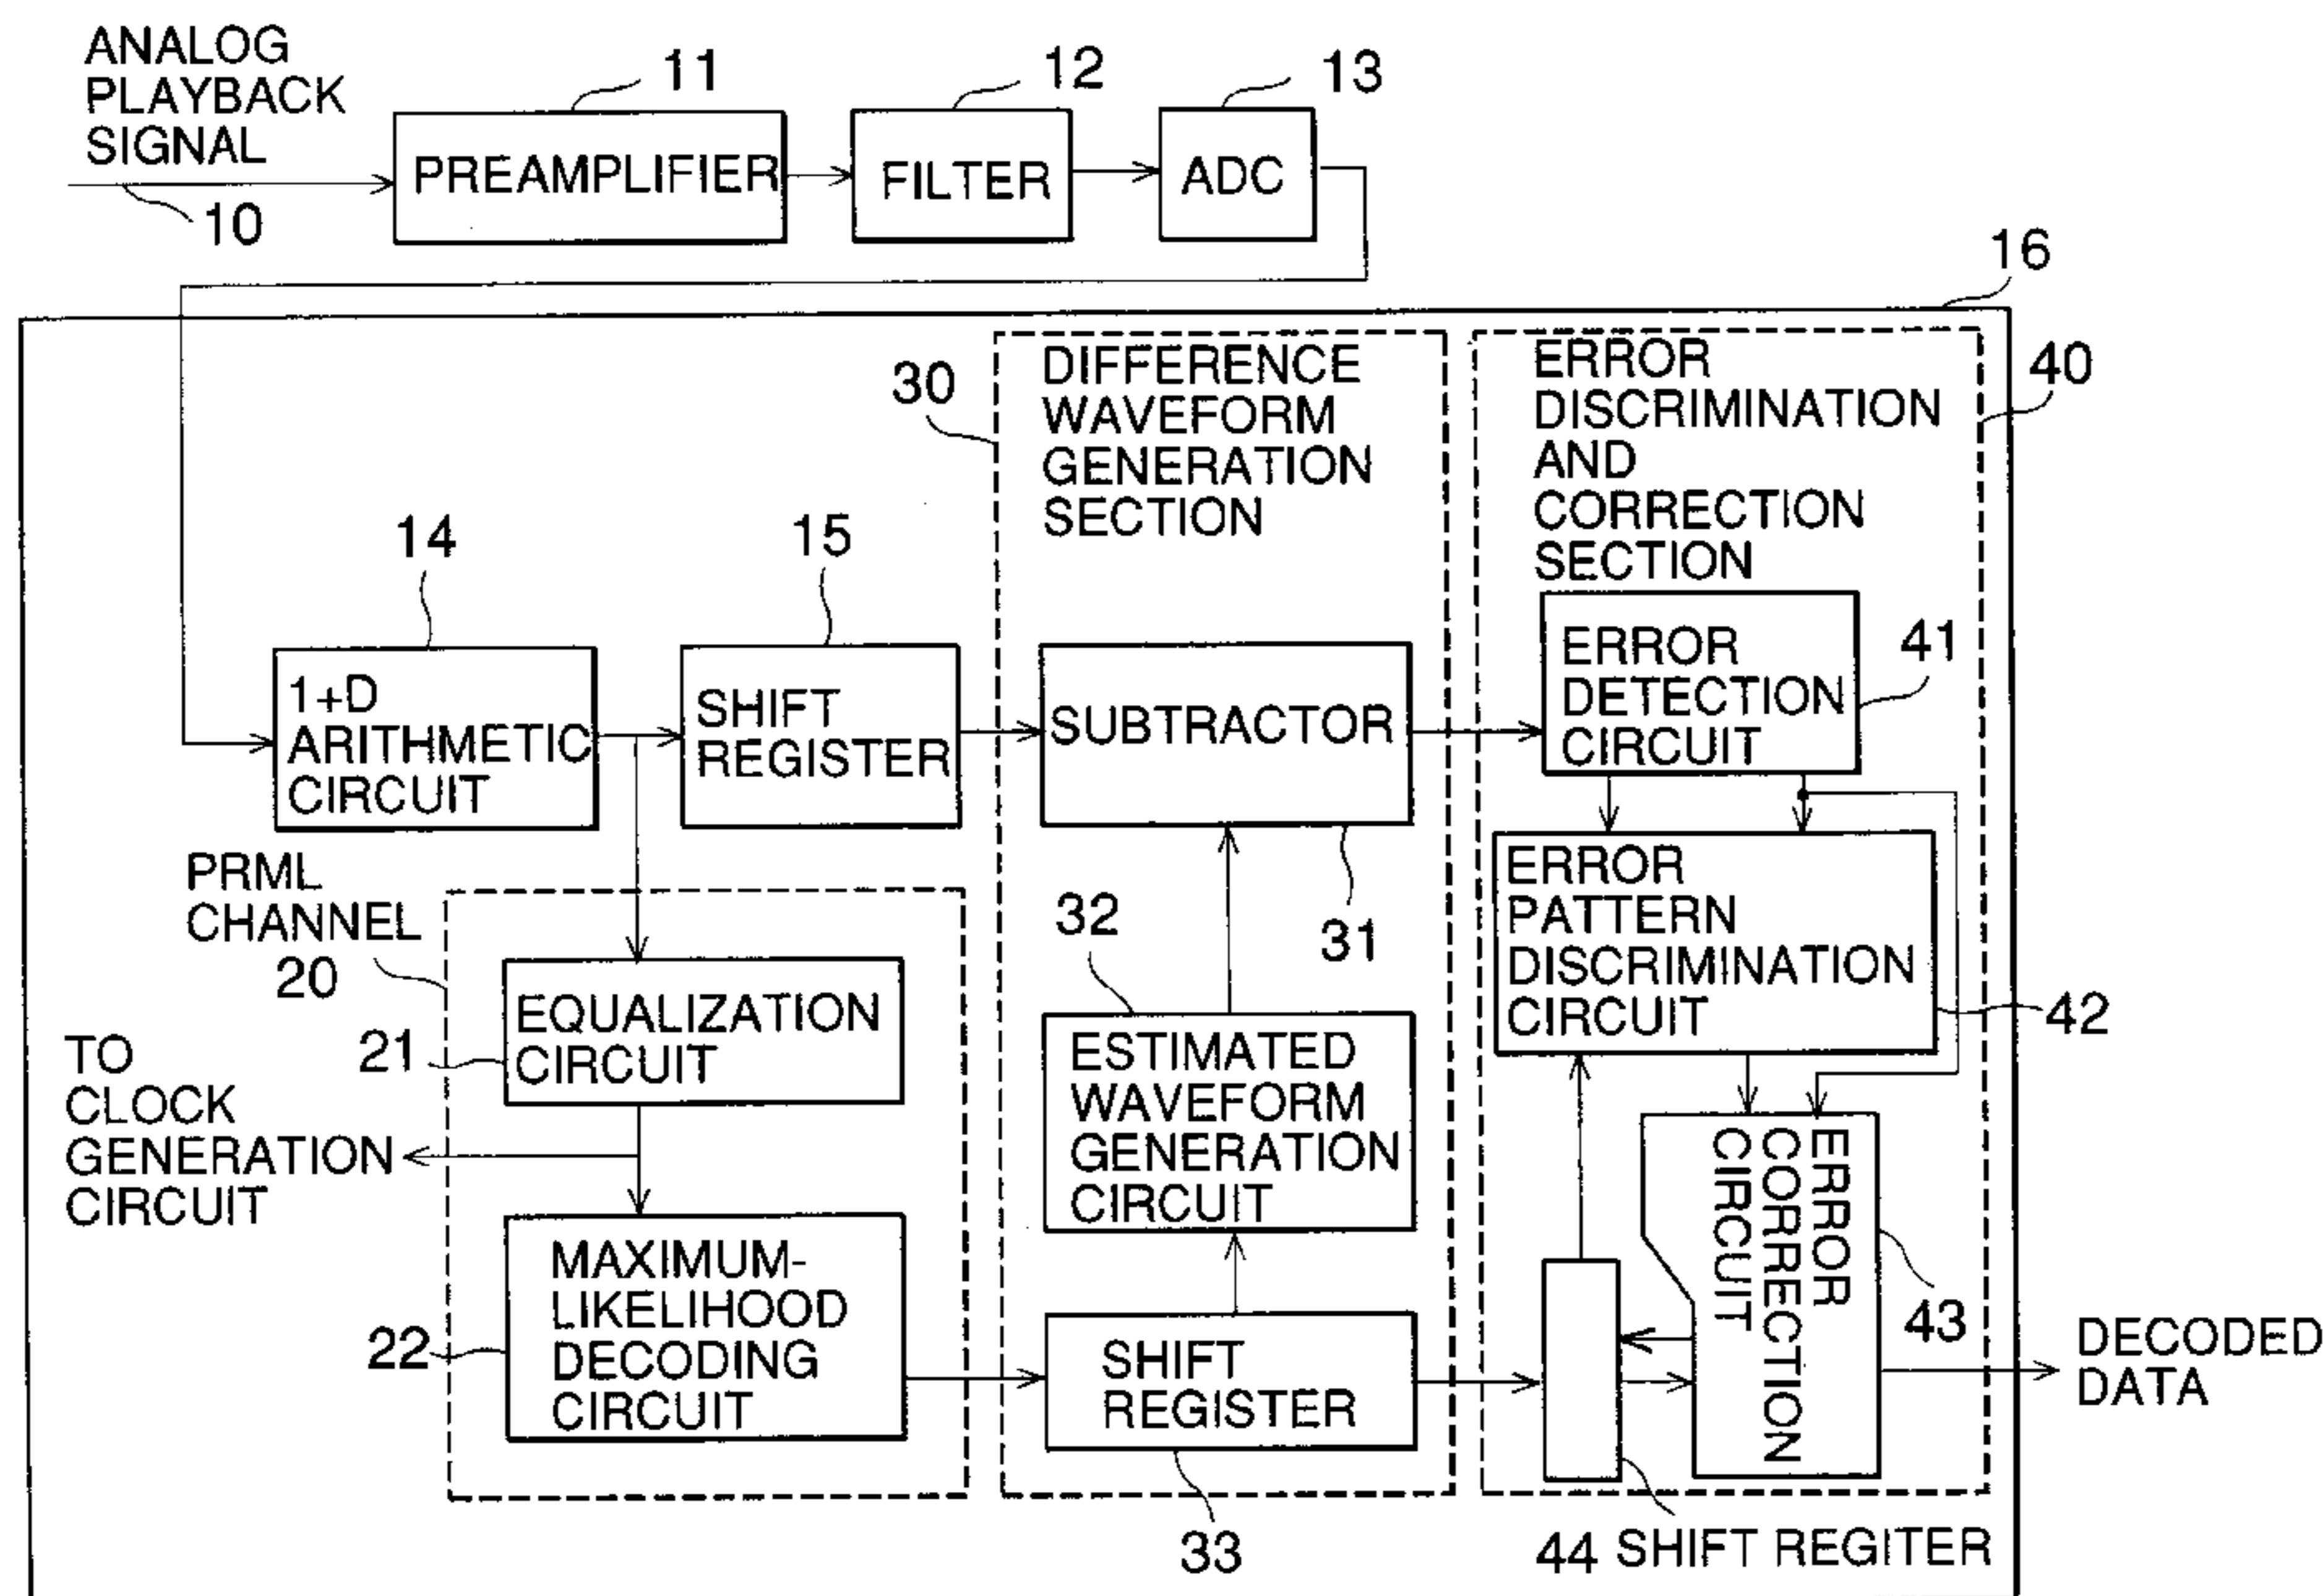 ANALOG
PLAYBACK
SIGNAL
10
11
PREAMPLIFIER
12
FILTER
13
ADC
16
14
1+D
ARITHMETIC
CIRCUIT
15
SHIFT
REGISTER
30
DIFFERENCE
WAVEFORM
GENERATION
SECTION
SUBTRACTOR
31
32
ESTIMATED
WAVEFORM
GENERATION
CIRCUIT
SHIFT
REGISTER
33
40
ERROR
DISCRIMINATION
AND
CORRECTION
SECTION
ERROR
DETECTION
CIRCUIT
41
ERROR
PATTERN
DISCRIMINATION
CIRCUIT
42
ERROR
CORRECTION
CIRCUIT
43
44 SHIFT REGITER
DECODED
DATA
PRML
CHANNEL
20
EQUALIZATION
CIRCUIT
21
TO
CLOCK
GENERATION
CIRCUIT
MAXIMUM-
LIKELIHOOD
DECODING
CIRCUIT
22